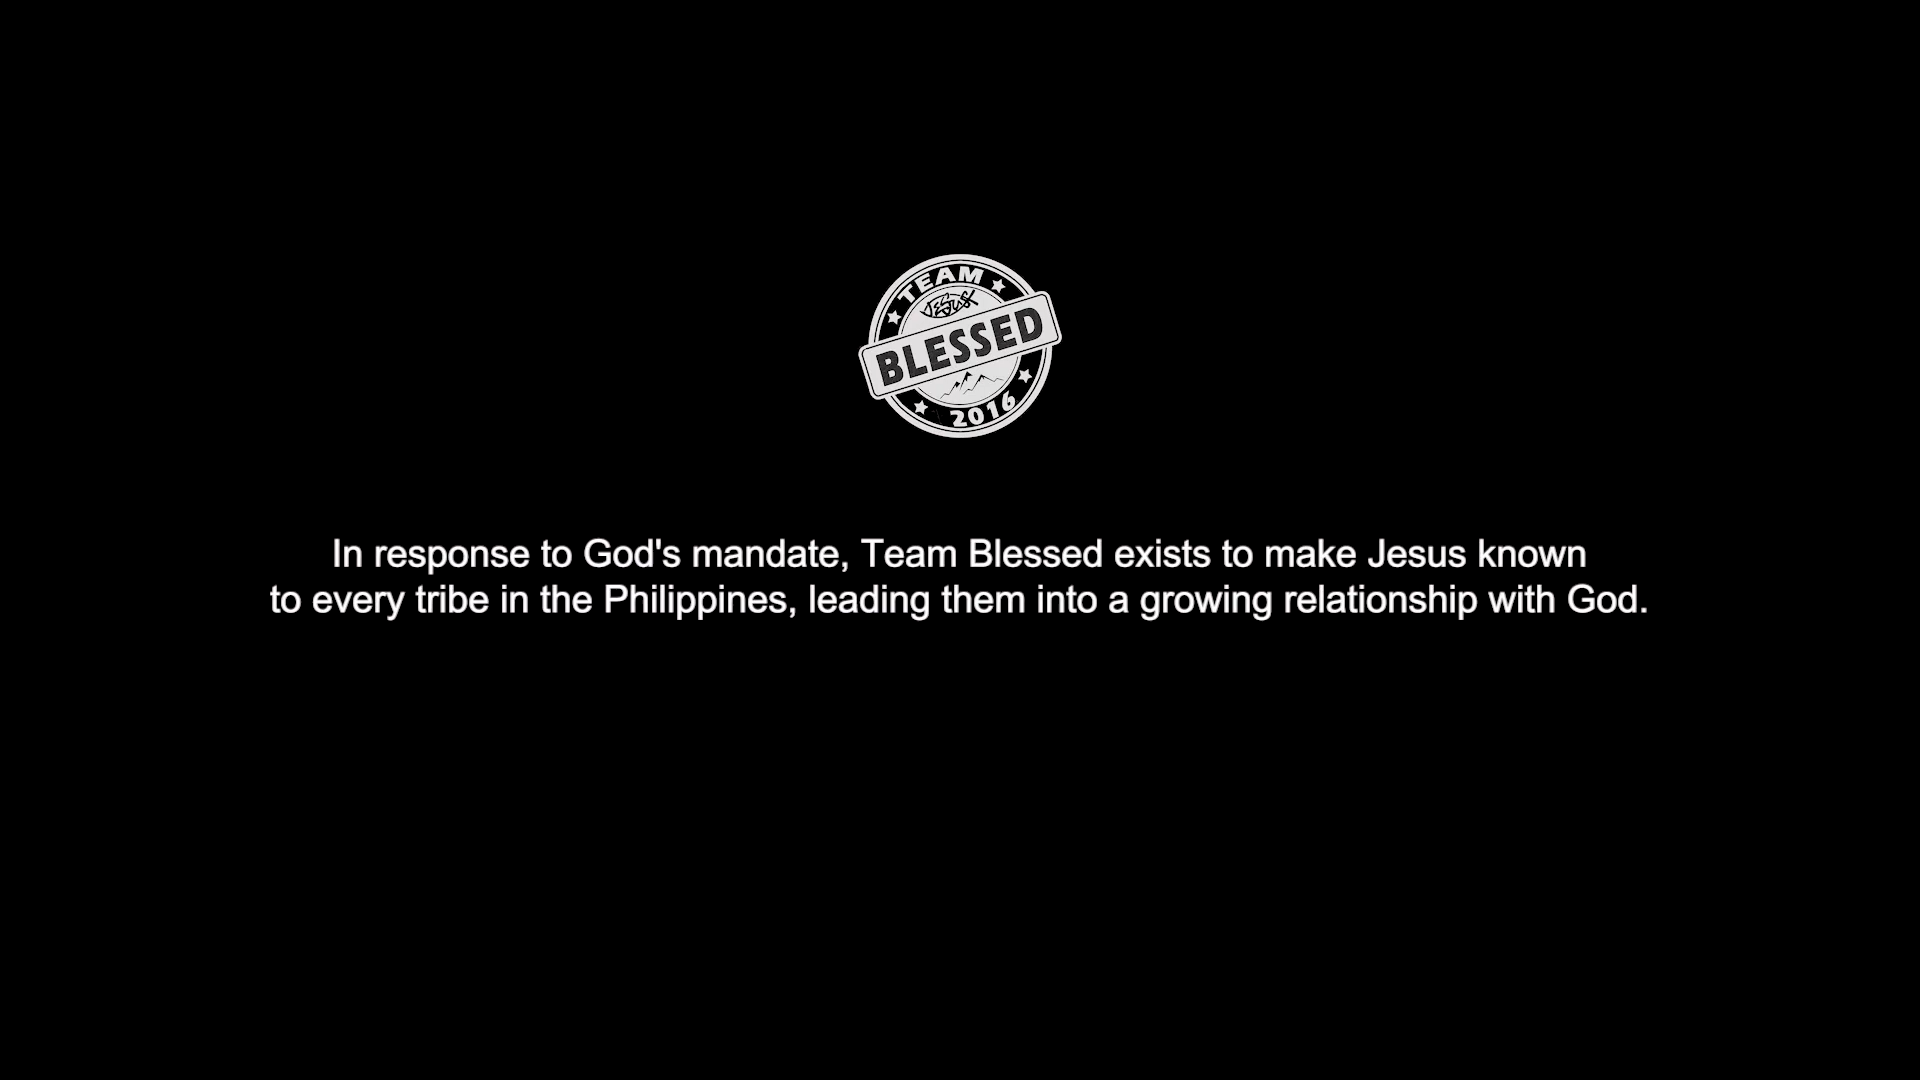 TEAM
JESUS
BLESSED
2016
In response to God's mandate, Team Blessed exists to make Jesus known
to every tribe in the Philippines, leading them into a growing relationship with God.